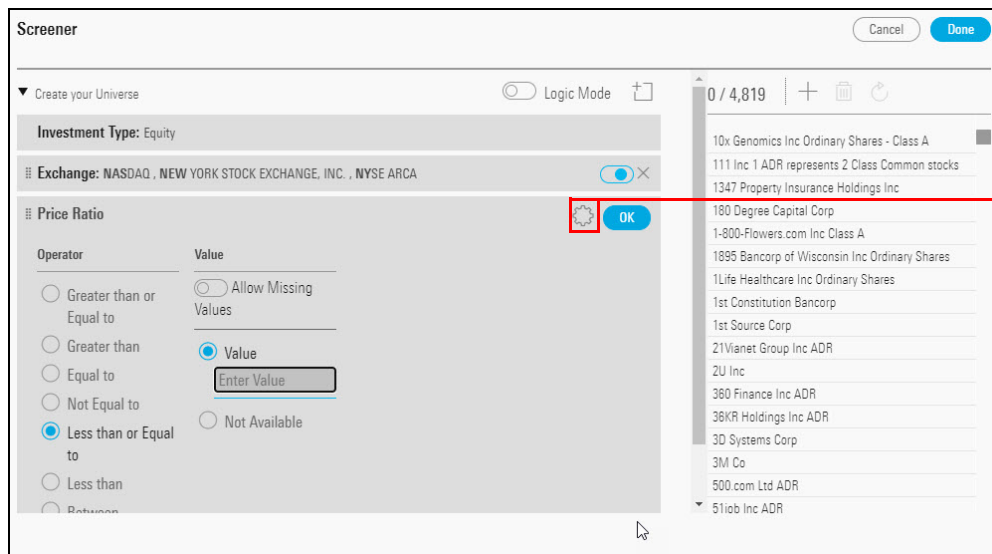 Screener
Cancel
Done
Create your Universe
Logic Mode
0 / 4,819
Investment Type: Equity
Exchange: NASDAQ , NEW YORK STOCK EXCHANGE, INC. , NYSE ARCA
Price Ratio
OK
Operator
Value
Greater than or
Equal to
Greater than
Equal to
Not Equal to
Less than or Equal
to
Less than
Between
Allow Missing
Values
Value
Enter Value
Not Available
10x Genomics Inc Ordinary Shares - Class A
111 Inc 1 ADR represents 2 Class Common stocks
1347 Property Insurance Holdings Inc
180 Degree Capital Corp
1-800-Flowers.com Inc Class A
1895 Bancorp of Wisconsin Inc Ordinary Shares
1Life Healthcare Inc Ordinary Shares
1st Constitution Bancorp
1st Source Corp
21Vianet Group Inc ADR
2U Inc
360 Finance Inc ADR
36KR Holdings Inc ADR
3D Systems Corp
3M Co
500.com Ltd ADR
51job Inc ADR